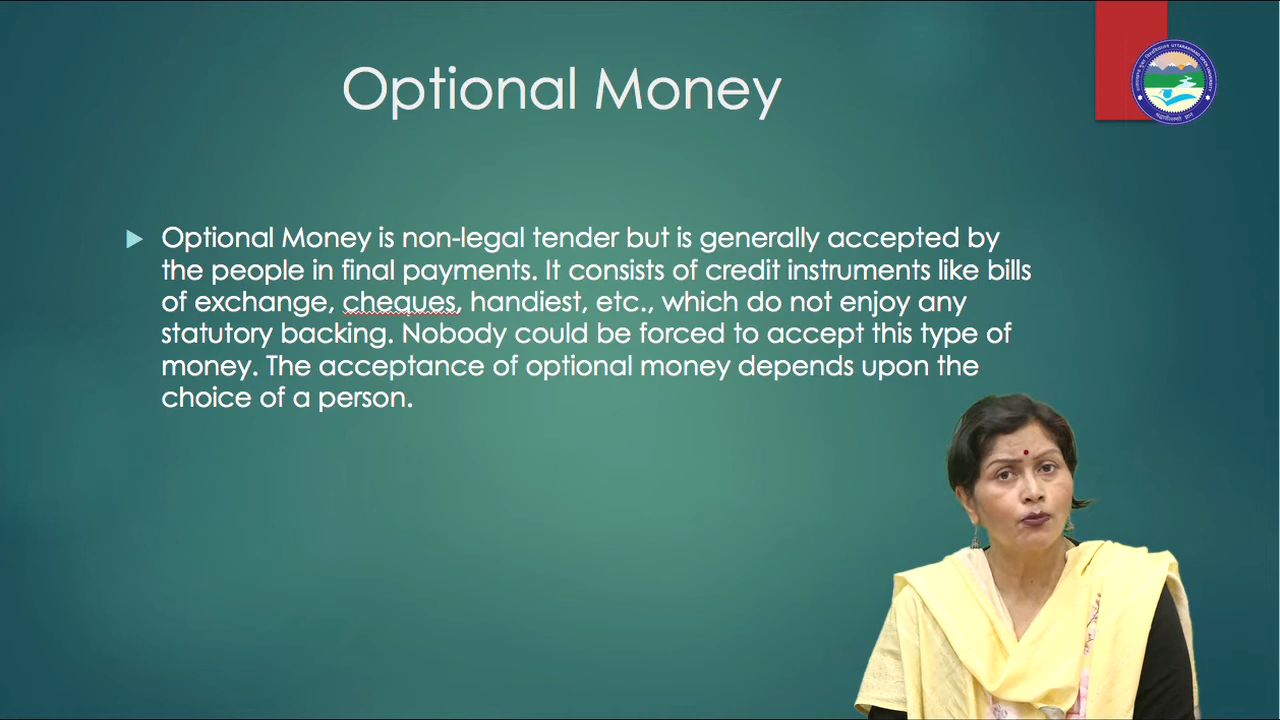 Optional Money
Optional Money is non-legal tender but is generally accepted by
the people in final payments. It consists of credit instruments like bills
of exchange, cheques, handiest, etc., which do not enjoy any
statutory backing. Nobody could be forced to accept this type of
money. The acceptance of optional money depends upon the
choice of a person.
UTTARAKHAND OPEN UNIVERSITY